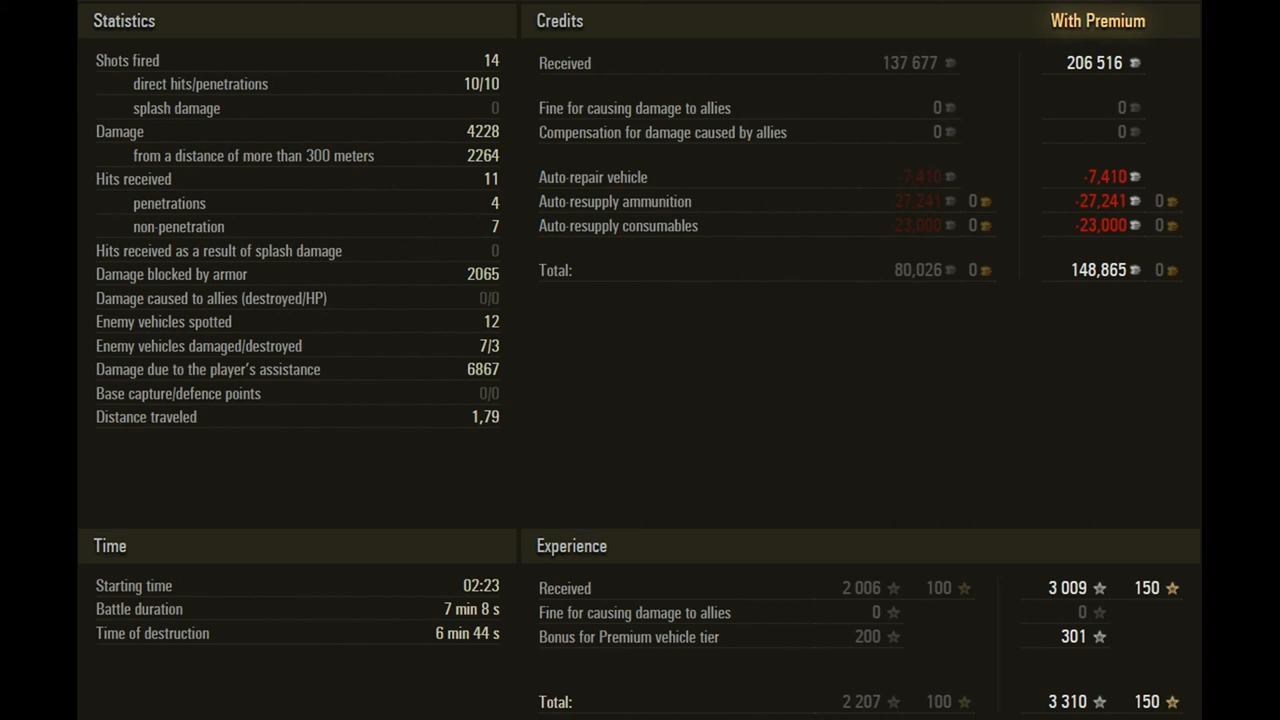 Statistics
Shots fired 14
direct hits/penetrations 10/10
splash damage 0
Damage 4228
from a distance of more than 300 meters 2264
Hits received 11
penetrations 4
non-penetration 7
Hits received as a result of splash damage 0
Damage blocked by armor 2065
Damage caused to allies (destroyed/HP) 0/0
Enemy vehicles spotted 12
Enemy vehicles damaged/destroyed 7/3
Damage due to the player's assistance 6867
Base capture/defence points 0/0
Distance traveled 1,79
Credits With Premium
Received 137 677 206 516
Fine for causing damage to allies 0 0
Compensation for damage caused by allies 0 0
Auto-repair vehicle -7,410 -7,410
Auto-resupply ammunition -27,241 0 -27,241 0
Auto-resupply consumables -23,000 0 -23,000 0
Total: 80,026 0 148,865 0
Time
Starting time 02:23
Battle duration 7 min 8 s
Time of destruction 6 min 44 s
Experience
Received 2 006 100 3 009 150
Fine for causing damage to allies 0 0
Bonus for Premium vehicle tier 200 301
Total: 2 207 100 3 310 150